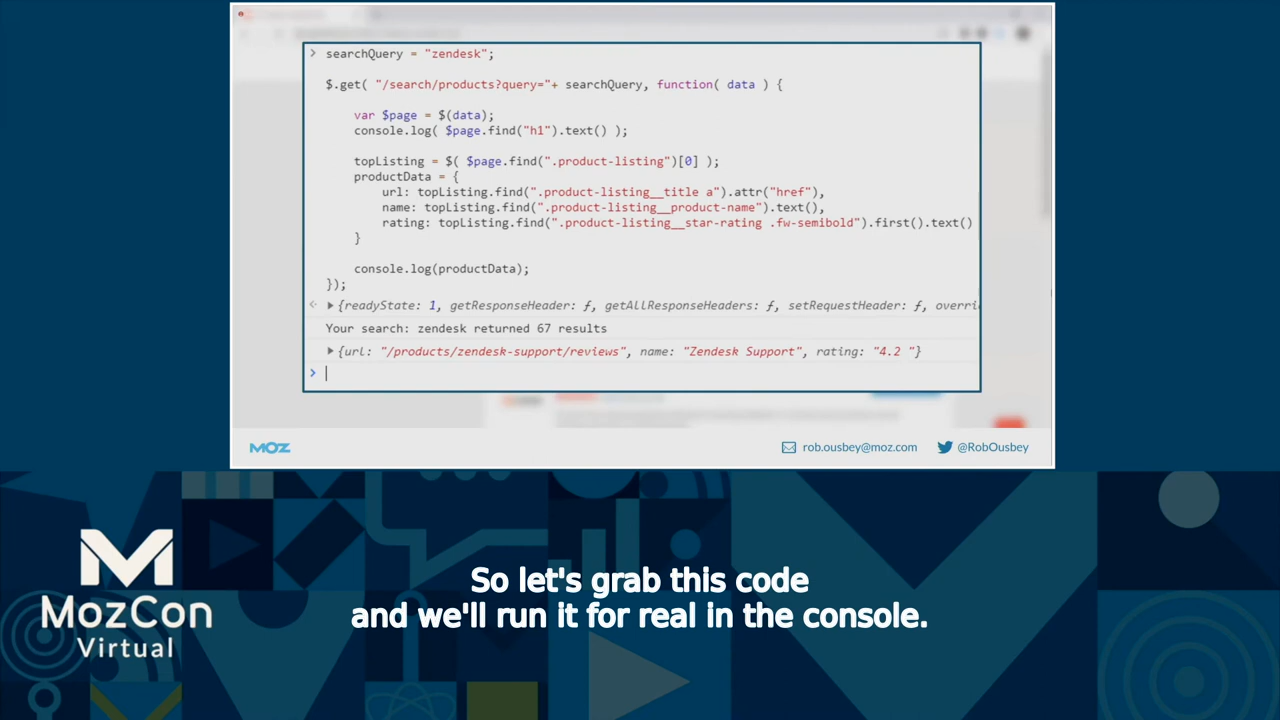 > searchQuery = "zendesk";
$.get( "/search/products?query="+ searchQuery, function( data ) {
var $page = $(data);
console.log( $page.find("h1").text() );
topListing = $( $page.find(".product-listing")[0] );
productData = {
url: topListing.find(".product-listing__title a").attr("href"),
name: topListing.find(".product-listing__product-name").text(),
rating: topListing.find(".product-listing__star-rating .fw-semibold").first().text()
}
console.log(productData);
});
{readyState: 1, getResponseHeader: ƒ, getAllResponseHeaders: ƒ, setRequestHeader: ƒ, overri
Your search: zendesk returned 67 results
{url: "/products/zendesk-support/reviews", name: "Zendesk Support", rating: "4.2 "}
>
MOZ
rob.ousbey@moz.com
@RobOusbey
MozCon
Virtual
So let's grab this code
and we'll run it for real in the console.